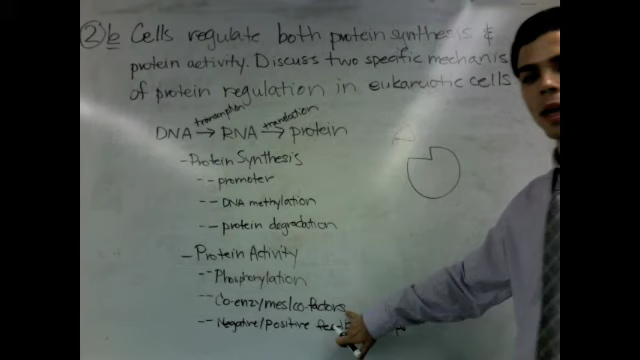 ②b Cells regulate both protein synthesis &
protein activity. Discuss two specific mechanis
of protein regulation in eukaryotic cells
DNA transcription → RNA translation → protein
- Protein Synthesis
-- promoter
-- DNA methylation
-- protein degradation
- Protein Activity
-- Phosphorylation
-- Co-enzymes/co-factors
-- Negative/Positive